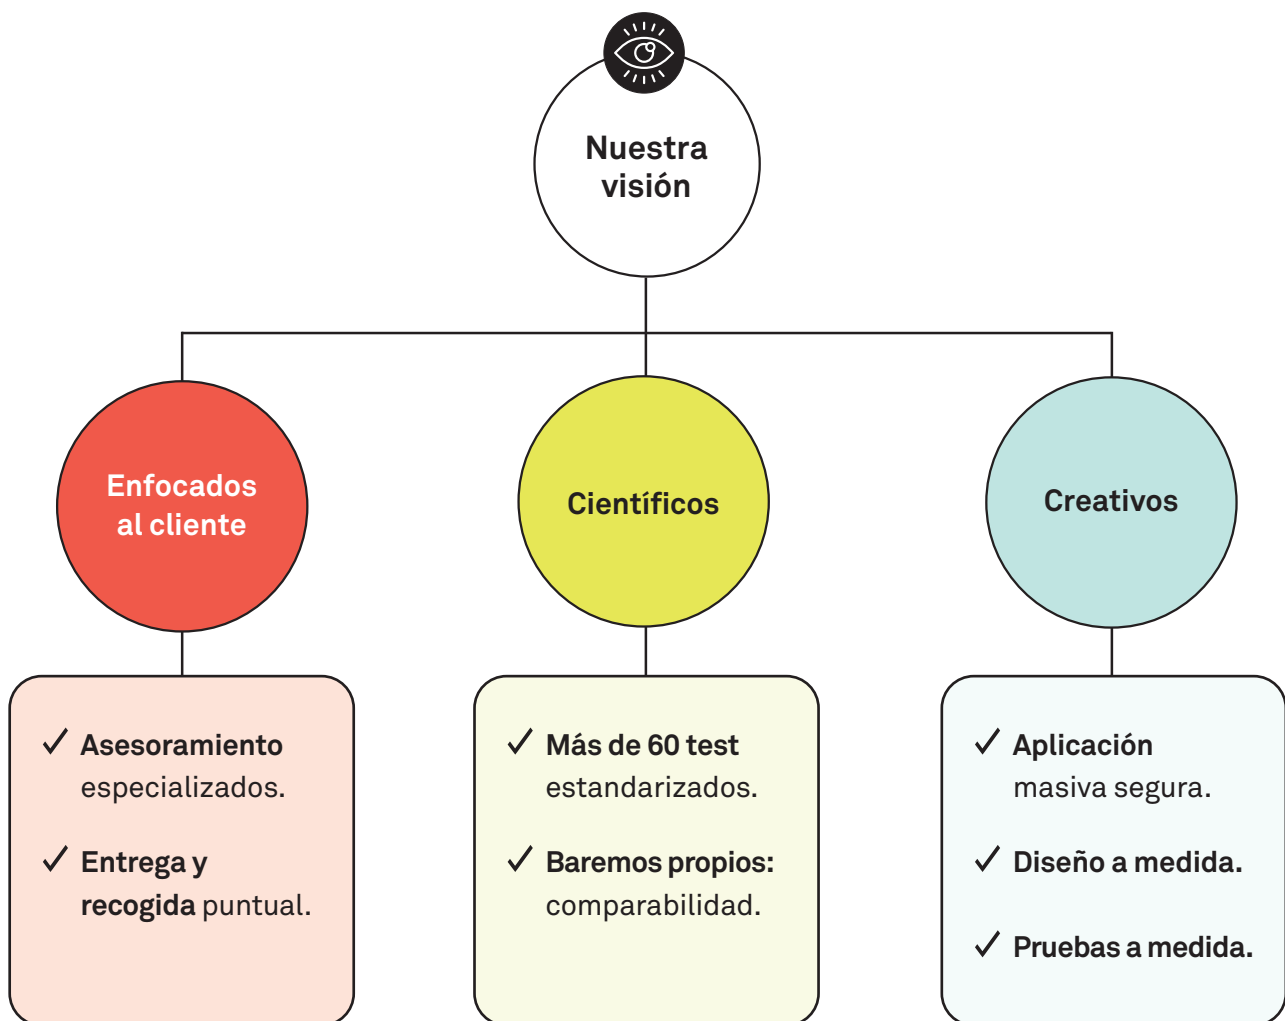 Nuestra
visión
Enfocados
al cliente
Científicos
Creativos
Asesoramiento
especializados.
Entrega y
recogida puntual.
Más de 60 test
estandarizados.
Baremos propios:
comparabilidad.
Aplicación
masiva segura.
Diseño a medida.
Pruebas a medida.